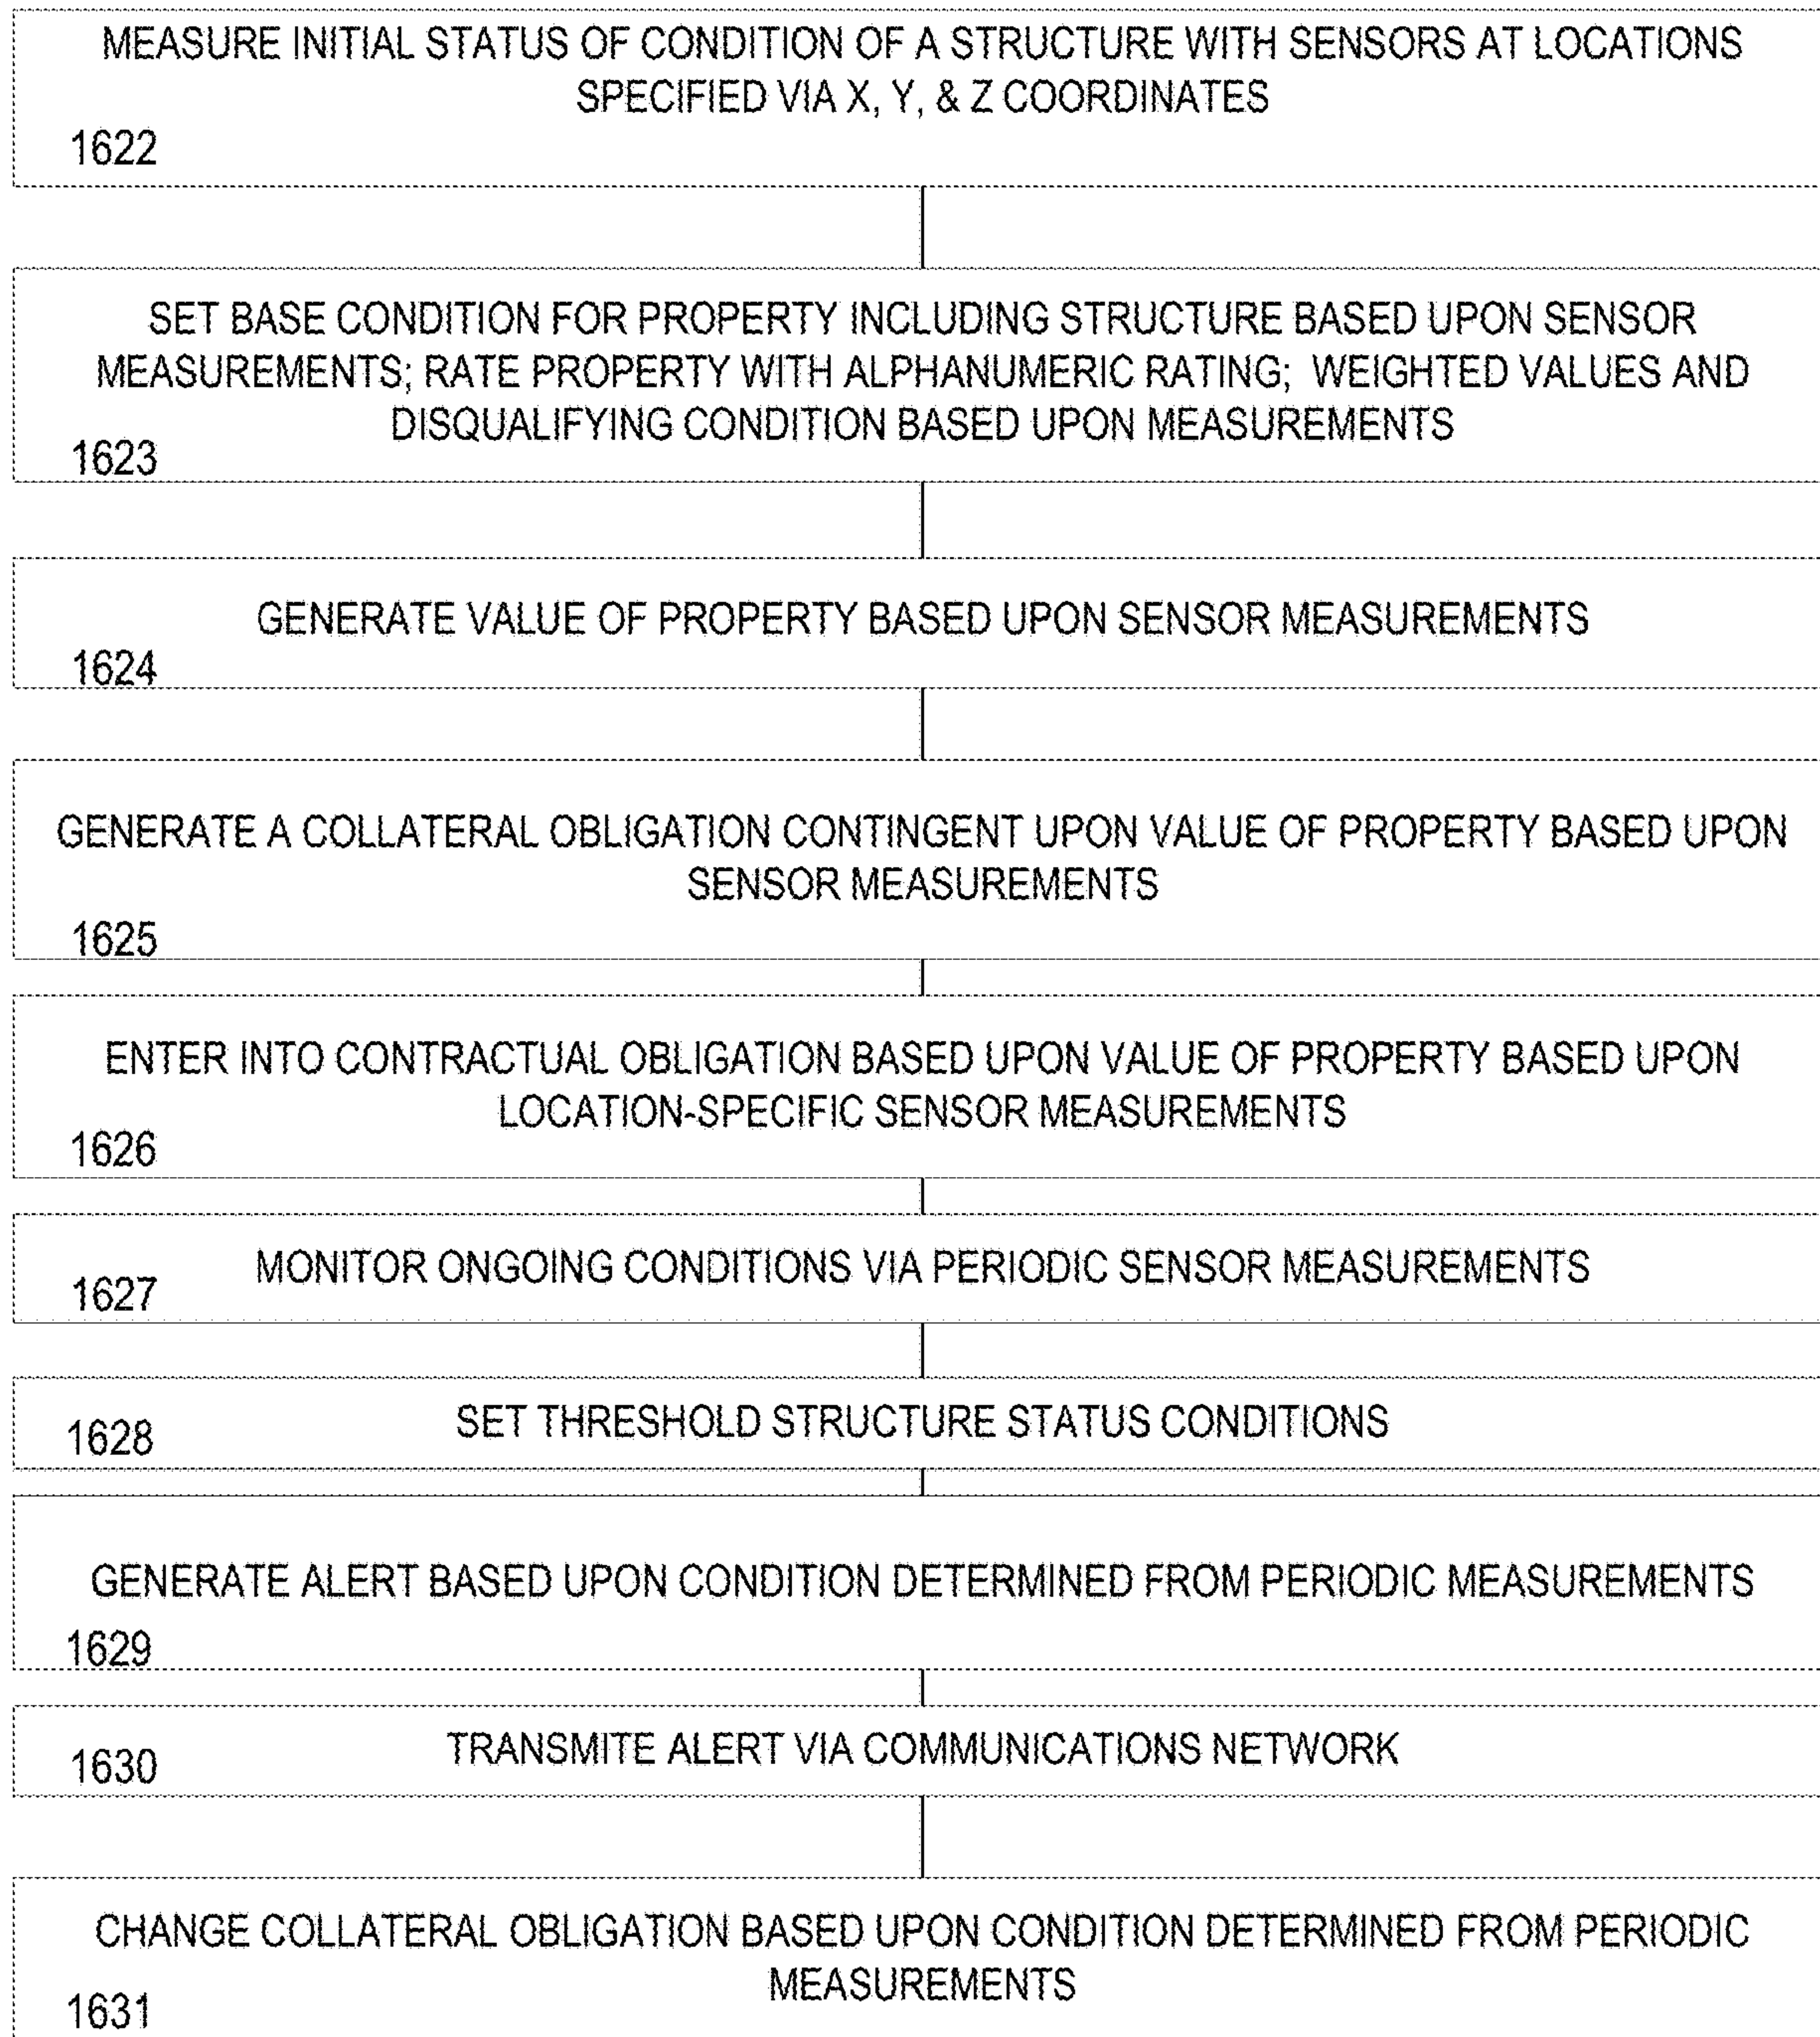 MEASURE INITIAL STATUS OF CONDITION OF A STRUCTURE WITH SENSORS AT LOCATIONS
SPECIFIED VIA X, Y, & Z COORDINATES
1622
SET BASE CONDITION FOR PROPERTY INCLUDING STRUCTURE BASED UPON SENSOR
MEASUREMENTS; RATE PROPERTY WITH ALPHANUMERIC RATING; WEIGHTED VALUES AND
DISQUALIFYING CONDITION BASED UPON MEASUREMENTS
1623
GENERATE VALUE OF PROPERTY BASED UPON SENSOR MEASUREMENTS
1624
GENERATE A COLLATERAL OBLIGATION CONTINGENT UPON VALUE OF PROPERTY BASED UPON
SENSOR MEASUREMENTS
1625
ENTER INTO CONTRACTUAL OBLIGATION BASED UPON VALUE OF PROPERTY BASED UPON
LOCATION-SPECIFIC SENSOR MEASUREMENTS
1626
MONITOR ONGOING CONDITIONS VIA PERIODIC SENSOR MEASUREMENTS
1627
SET THRESHOLD STRUCTURE STATUS CONDITIONS
1628
GENERATE ALERT BASED UPON CONDITION DETERMINED FROM PERIODIC MEASUREMENTS
1629
TRANSMITE ALERT VIA COMMUNICATIONS NETWORK
1630
CHANGE COLLATERAL OBLIGATION BASED UPON CONDITION DETERMINED FROM PERIODIC
MEASUREMENTS
1631